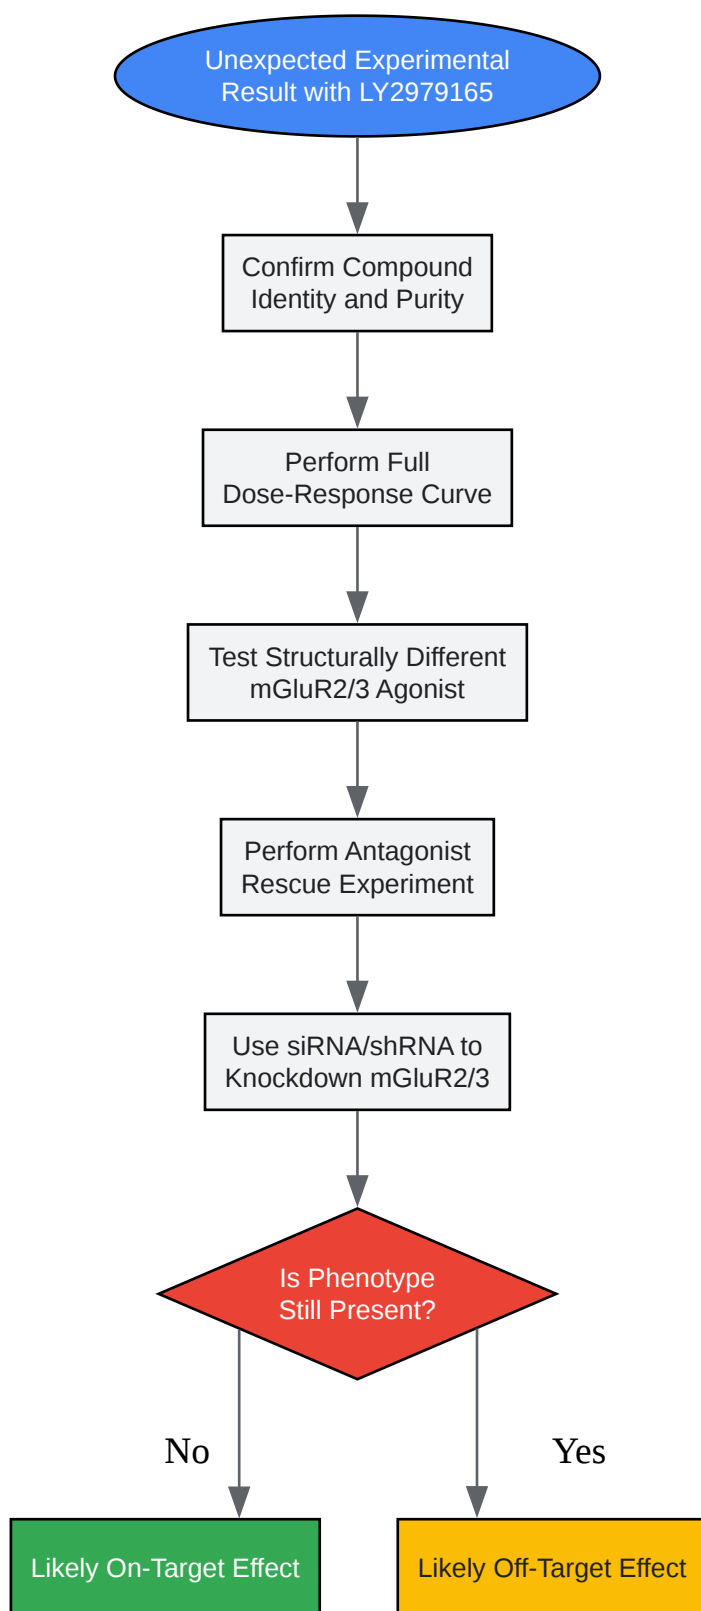 Unexpected Experimental
Result with LY2979165
Confirm Compound
Identity and Purity
Perform Full
Dose-Response Curve
Test Structurally Different
mGluR2/3 Agonist
Perform Antagonist
Rescue Experiment
Use siRNA/shRNA to
Knockdown mGluR2/3
Is Phenotype
Still Present?
No
Yes
Likely On-Target Effect
Likely Off-Target Effect